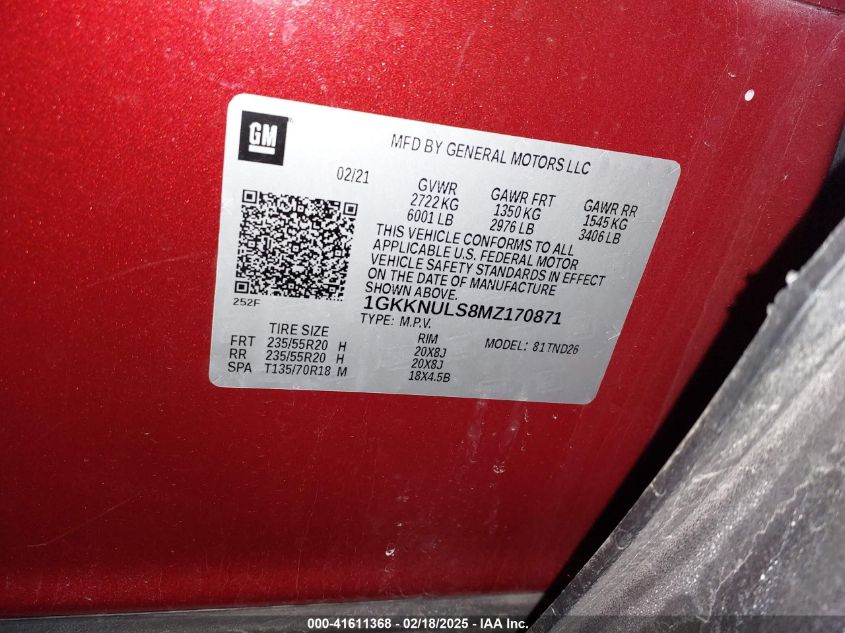 GM
MFD BY GENERAL MOTORS LLC
02/21
GVWR
2722 KG
6001 LB
GAWR FRT
1350 KG
2976 LB
GAWR RR
1545 KG
3406 LB
THIS VEHICLE CONFORMS TO ALL
APPLICABLE U.S. FEDERAL MOTOR
VEHICLE SAFETY STANDARDS IN EFFECT
ON THE DATE OF MANUFACTURE
SHOWN ABOVE.
252F
1GKKNULS8MZ170871
TYPE: M.P.V.
MODEL: 81TND26
TIRE SIZE RIM
FRT 235/55R20 H 20X8J
RR 235/55R20 H 20X8J
SPA T135/70R18 M 18X4.5B
000-41611368 - 02/18/2025 - IAA Inc.